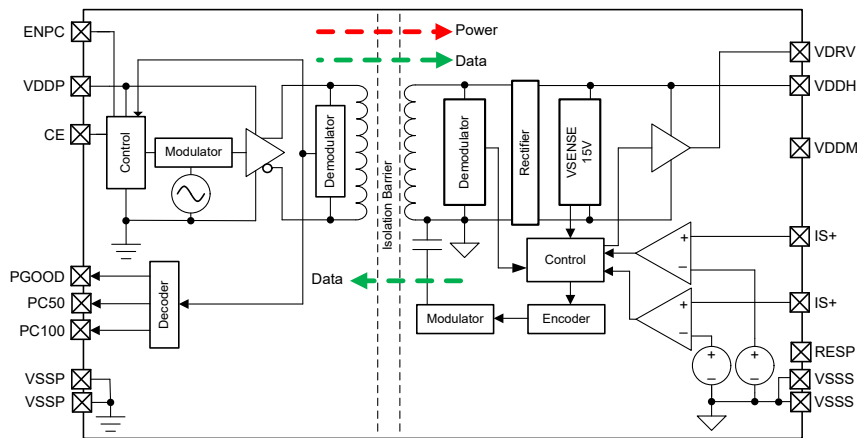 ENPC
Power
VDRV
Data
VDDP
VDDH
CE
Control
Modulator
Demodulator
Isolation Barrier
Demodulator
Rectifier
VSENSE
15V
VDDM
IS+
+
−
Control
PGOOD
Data
PC50
Decoder
IS+
+
−
PC100
Modulator
Encoder
RESP
+
−
+
−
VSSP
VSSS
VSSP
VSSS